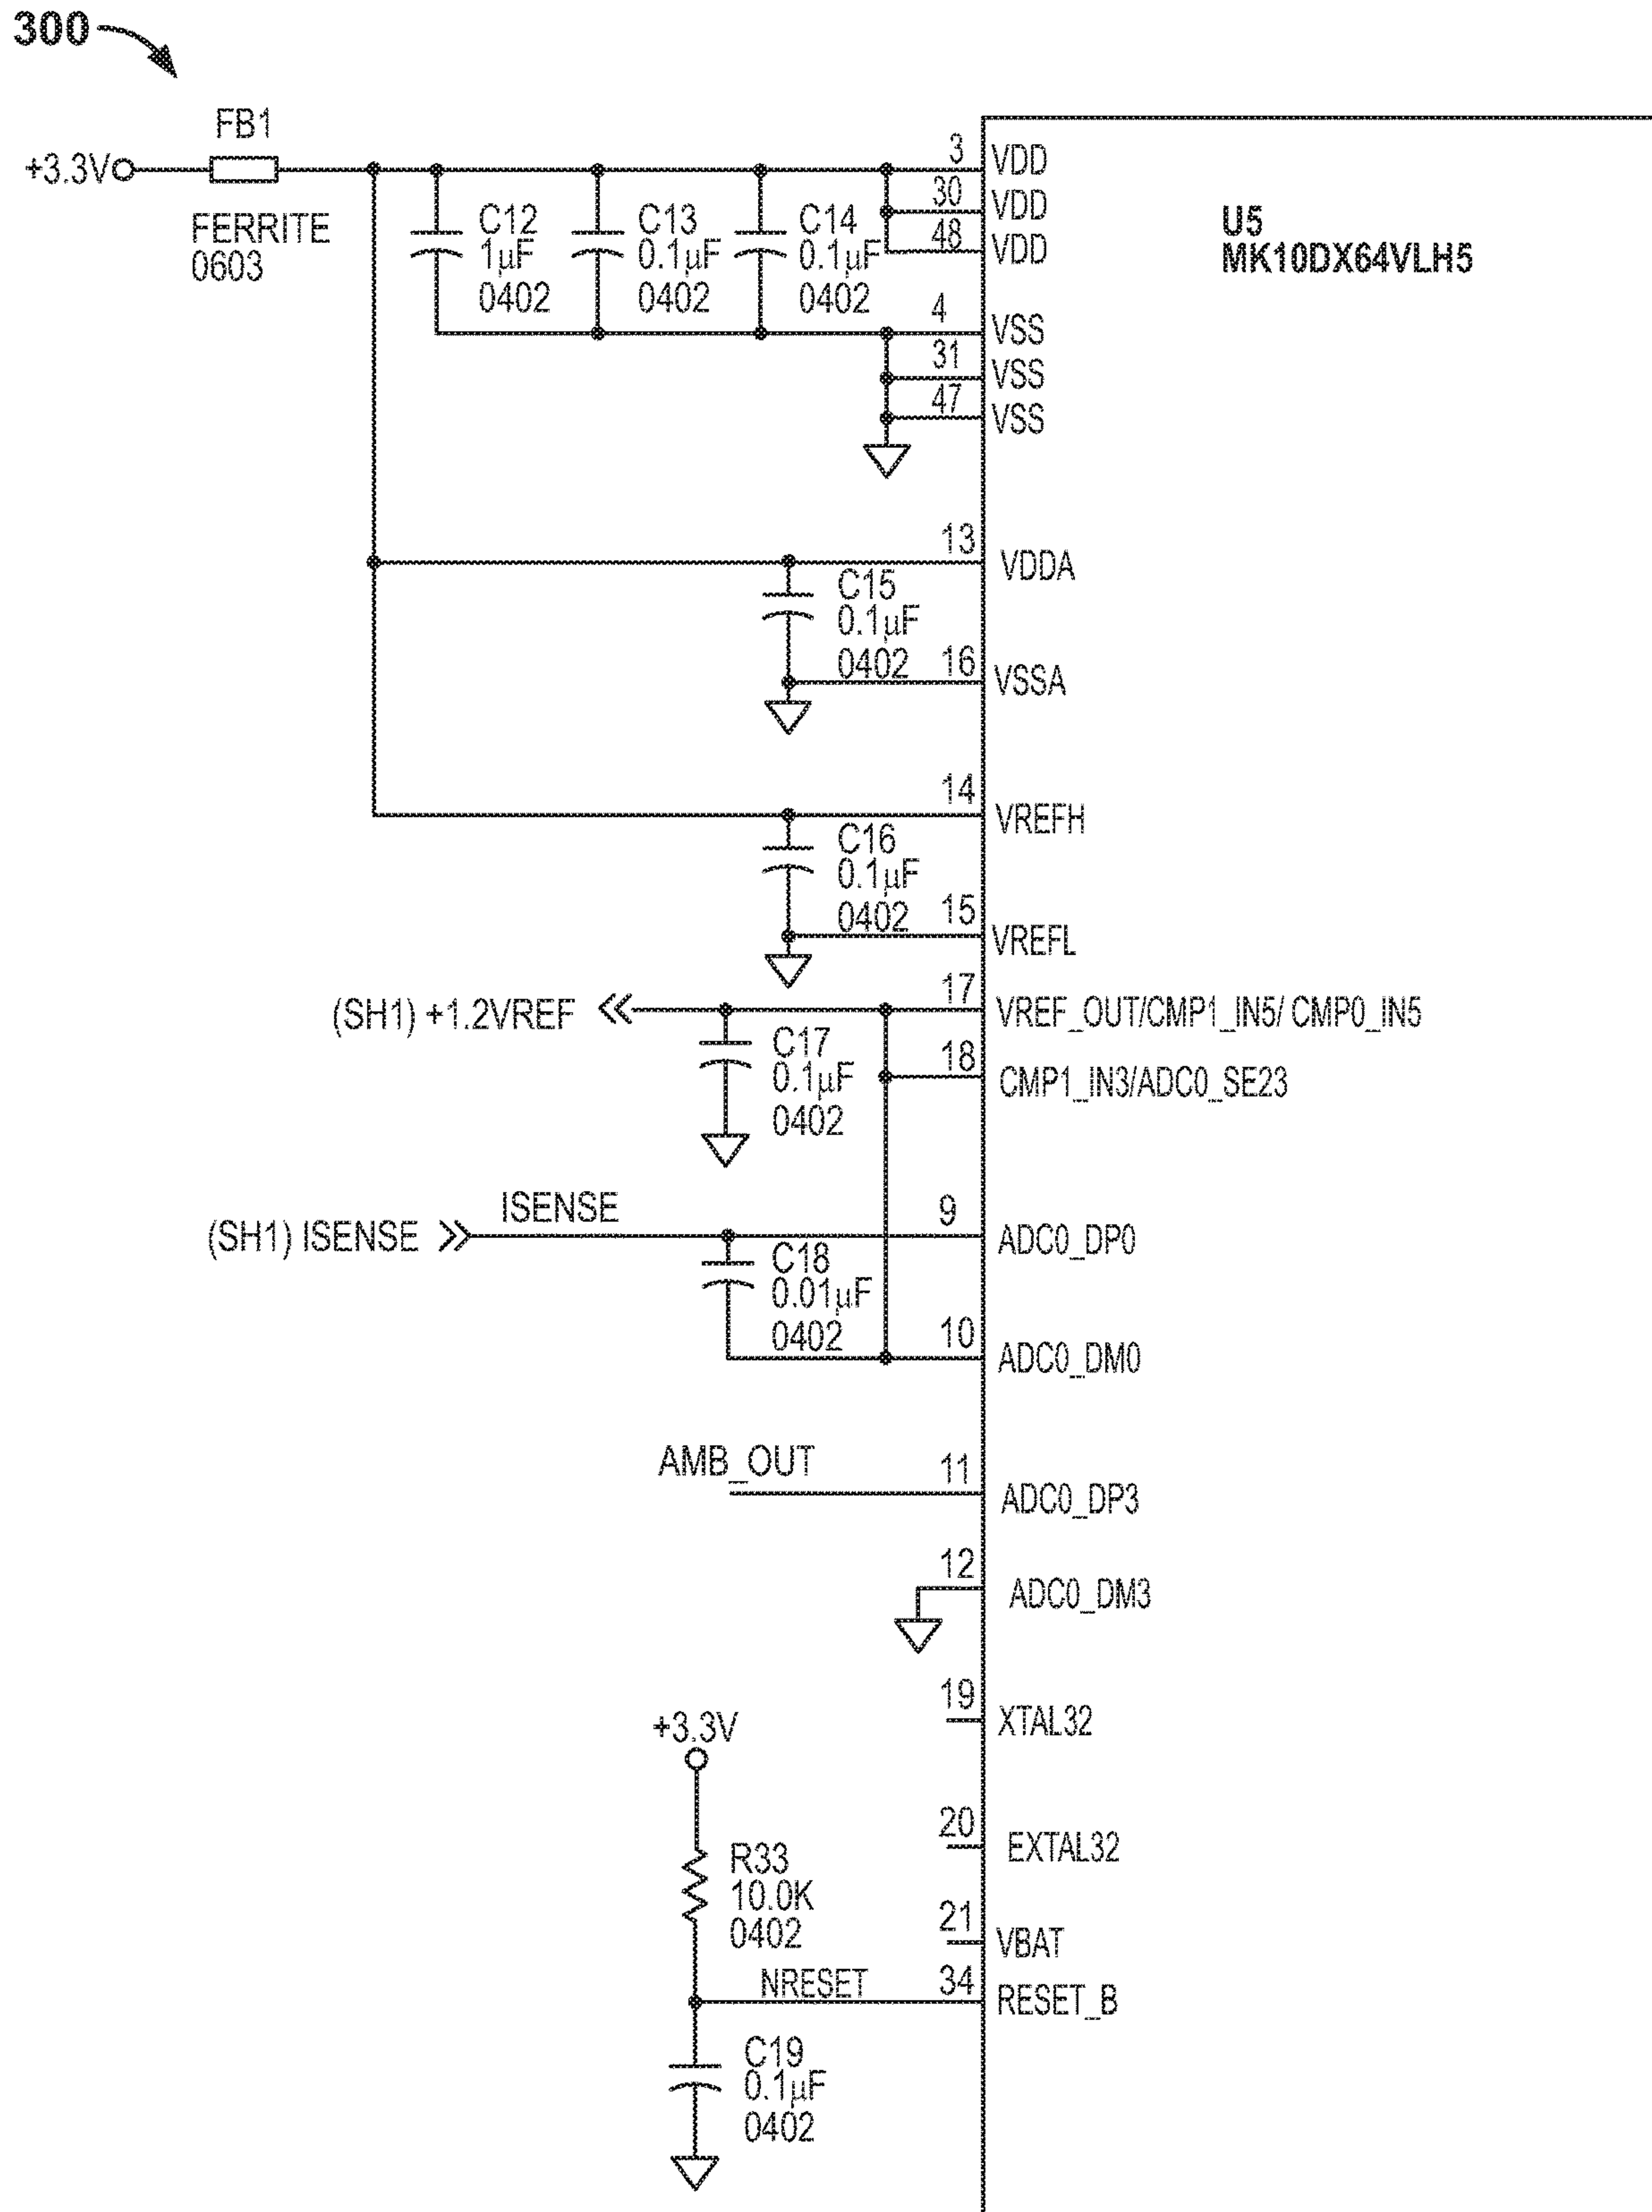 300
FB1
+3.3V
FERRITE
0603
C12
1µF
0402
C13
0.1µF
0402
C14
0.1µF
0402
3
VDD
30
VDD
48
VDD
U5
MK10DX64VLH5
4
VSS
31
VSS
47
VSS
13
VDDA
C15
0.1µF
0402
16
VSSA
14
VREFH
C16
0.1µF
0402
15
VREFL
(SH1) +1.2VREF
17
VREF_OUT/CMP1_IN5/ CMP0_IN5
C17
0.1µF
0402
18
CMP1_IN3/ADC0_SE23
(SH1) ISENSE
ISENSE
9
ADC0_DP0
C18
0.01µF
0402
10
ADC0_DM0
AMB_OUT
11
ADC0_DP3
12
ADC0_DM3
19
XTAL32
+3.3V
20
EXTAL32
R33
10.0K
0402
21
VBAT
NRESET
34
RESET_B
C19
0.1µF
0402